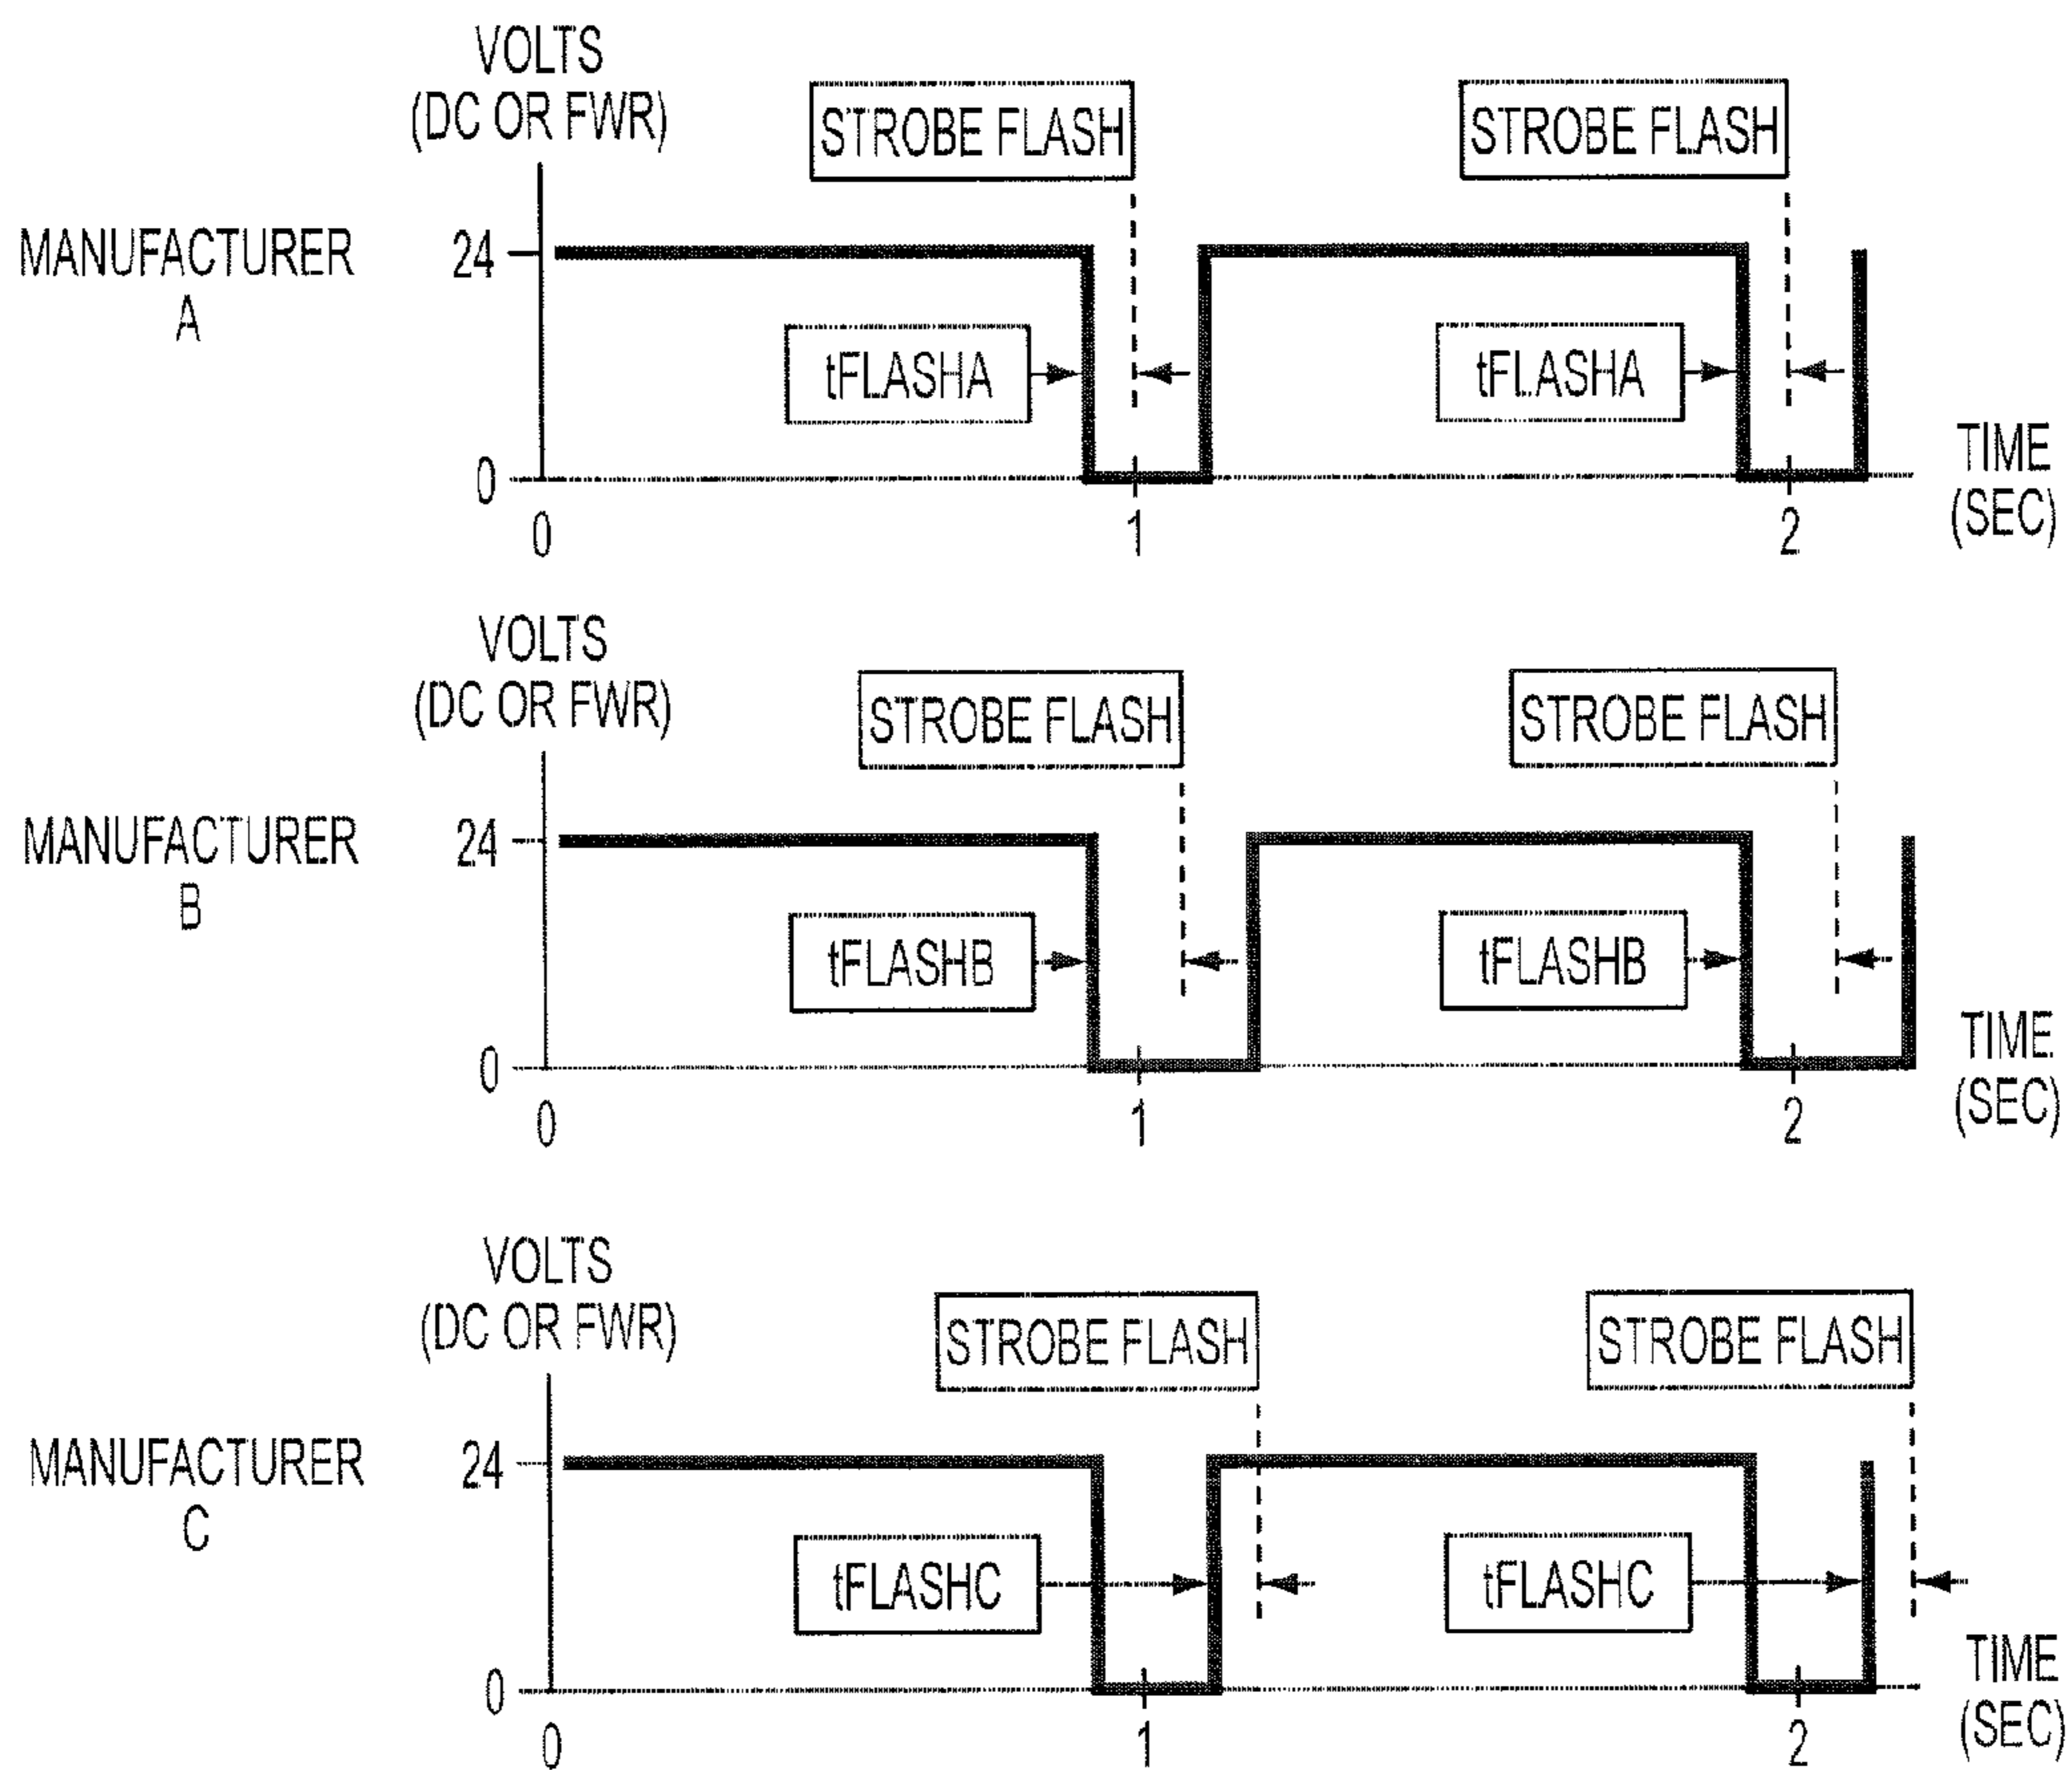 VOLTS
(DC OR FWR)
STROBE FLASH
STROBE FLASH
MANUFACTURER
A
24
tFLASHA
tFLASHA
0
TIME
(SEC)
0
1
2
VOLTS
(DC OR FWR)
STROBE FLASH
STROBE FLASH
MANUFACTURER
B
24
tFLASHB
tFLASHB
0
TIME
(SEC)
0
1
2
VOLTS
(DC OR FWR)
STROBE FLASH
STROBE FLASH
MANUFACTURER
C
24
tFLASHC
tFLASHC
0
TIME
(SEC)
0
1
2